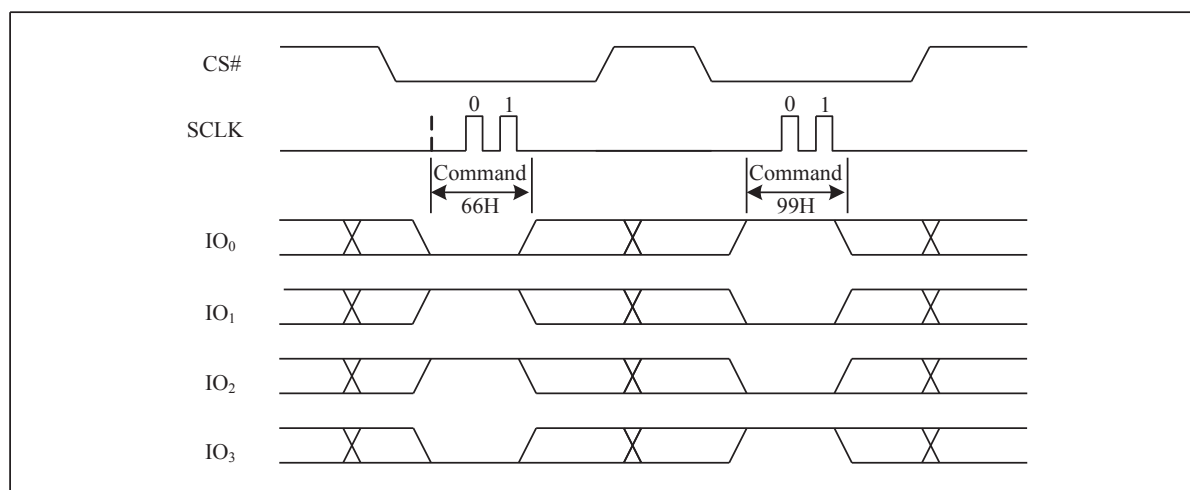 CS#
0 1 0 1
SCLK
Command Command
66H 99H
IO0
IO1
IO2
IO3